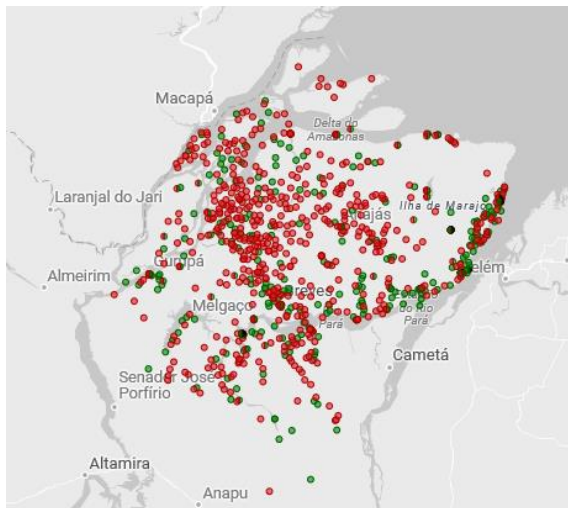 Macapá
Delta do
Amazonas
Laranjal do Jari
Ilha de Marajó
Gurupá
Almeirim
Melgaço
Pará
Pará
Cametá
Senador José
Porfírio
Altamira
Anapu